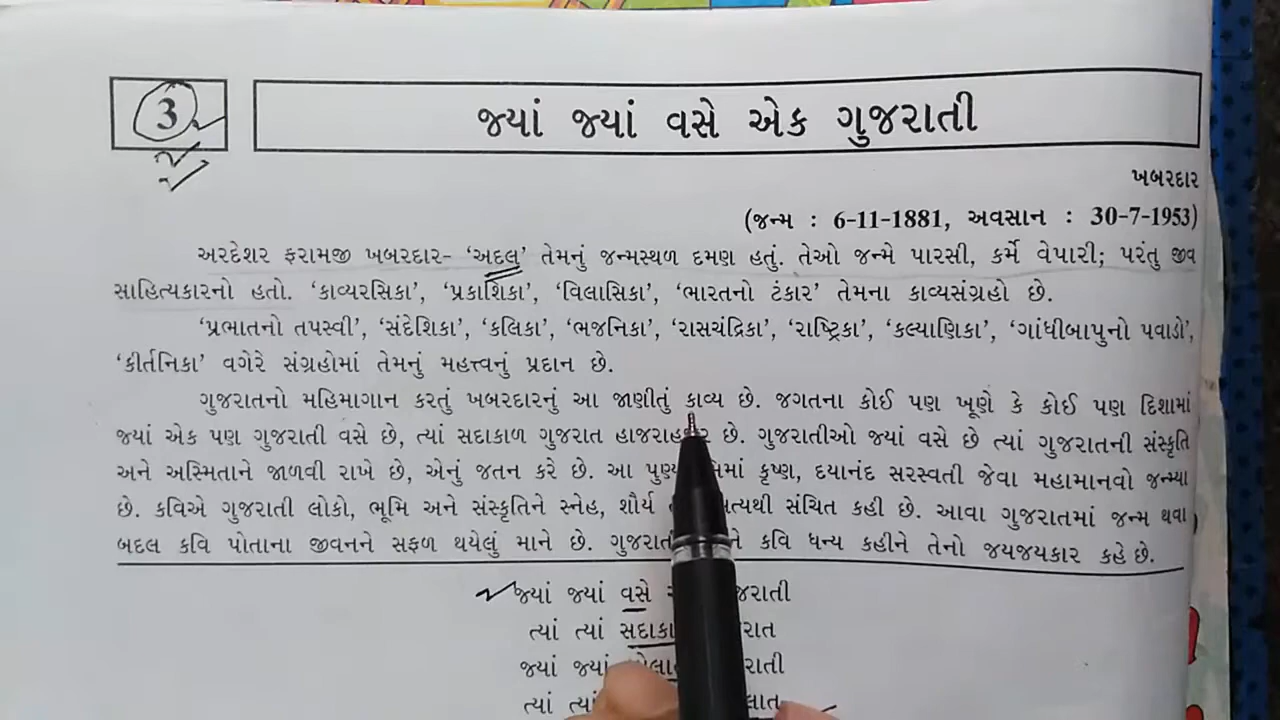 3
જ્યાં જ્યાં વસે એક ગુજરાતી
ખબરદાર
(જન્મ : 6-11-1881, અવસાન : 30-7-1953)
અરદેશર ફરામજી ખબરદાર- ‘અદલ’ તેમનું જન્મસ્થળ દમણ હતું. તેઓ જન્મે પારસી, કર્મે વેપારી; પરંતુ જીવ
સાહિત્યકારનો હતો. ‘કાવ્યરસિકા’, ‘પ્રકાશિકા’, ‘વિલાસિકા’, ‘ભારતનો ટંકાર’ તેમના કાવ્યસંગ્રહો છે.
‘પ્રભાતનો તપસ્વી’, ‘સંદેશિકા’, ‘કલિકા’, ‘ભજનિકા’, ‘રાસચંદ્રિકા’, ‘રાષ્ટ્રિકા’, ‘કલ્યાણિકા’, ‘ગાંધીબાપુનો પવાડો’,
‘કીર્તનિકા’ વગેરે સંગ્રહોમાં તેમનું મહત્ત્વનું પ્રદાન છે.
ગુજરાતનો મહિમાગાન કરતું ખબરદારનું આ જાણીતું કાવ્ય છે. જગતના કોઈ પણ ખૂણે કે કોઈ પણ દિશામાં
જ્યાં એક પણ ગુજરાતી વસે છે, ત્યાં સદાકાળ ગુજરાત છે. ગુજરાતીઓ જ્યાં વસે છે ત્યાં ગુજરાતની સંસ્કૃતિ
અને અસ્મિતાને જાળવી રાખે છે, એનું જતન કરે છે. આ કૃષ્ણ, દયાનંદ સરસ્વતી જેવા મહામાનવો જન્મ્યા
છે. કવિએ ગુજરાતી લોકો, ભૂમિ અને સંસ્કૃતિને સ્નેહ, શૌર્ય સંચિત કહી છે. આવા ગુજરાતમાં જન્મ થવા
બદલ કવિ પોતાના જીવનને સફળ થયેલું માને છે. કવિ ધન્ય કહીને તેનો જયજયકાર કહે છે.
જ્યાં જ્યાં વસે
ત્યાં ત્યાં
જ્યાં જ્યાં
ત્યાં ત્યાં